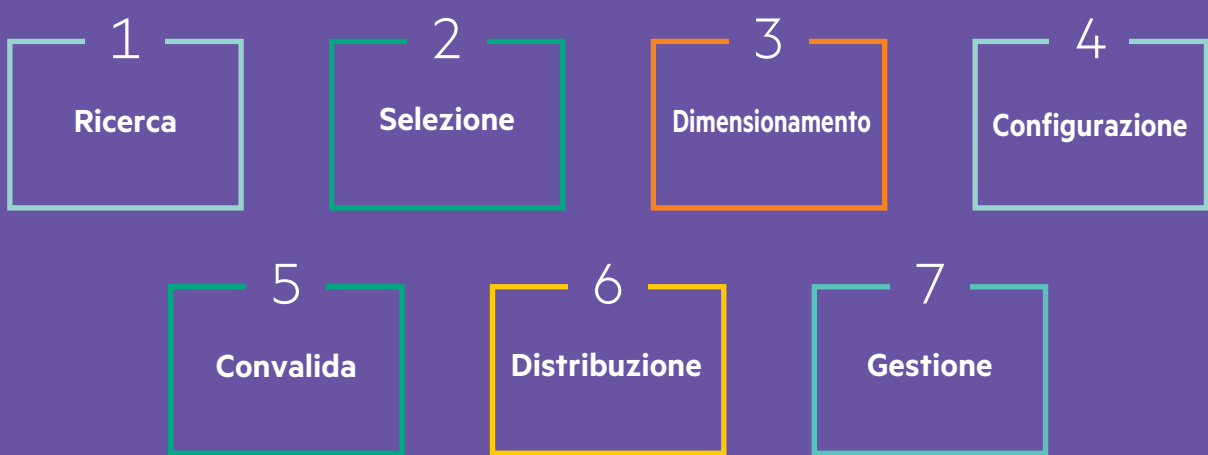 1
Ricerca
2
Selezione
3
Dimensionamento
4
Configurazione
5
Convalida
6
Distribuzione
7
Gestione